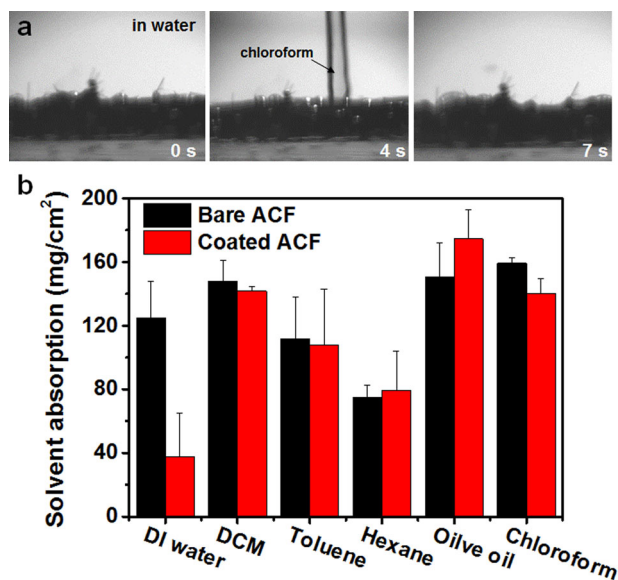 a
in water
chloroform
0 s
4 s
7 s
b
Solvent absorption (mg/cm²)
200
160
120
80
40
0
Bare ACF
Coated ACF
DI water
DCM
Toluene
Hexane
Oilve oil
Chloroform